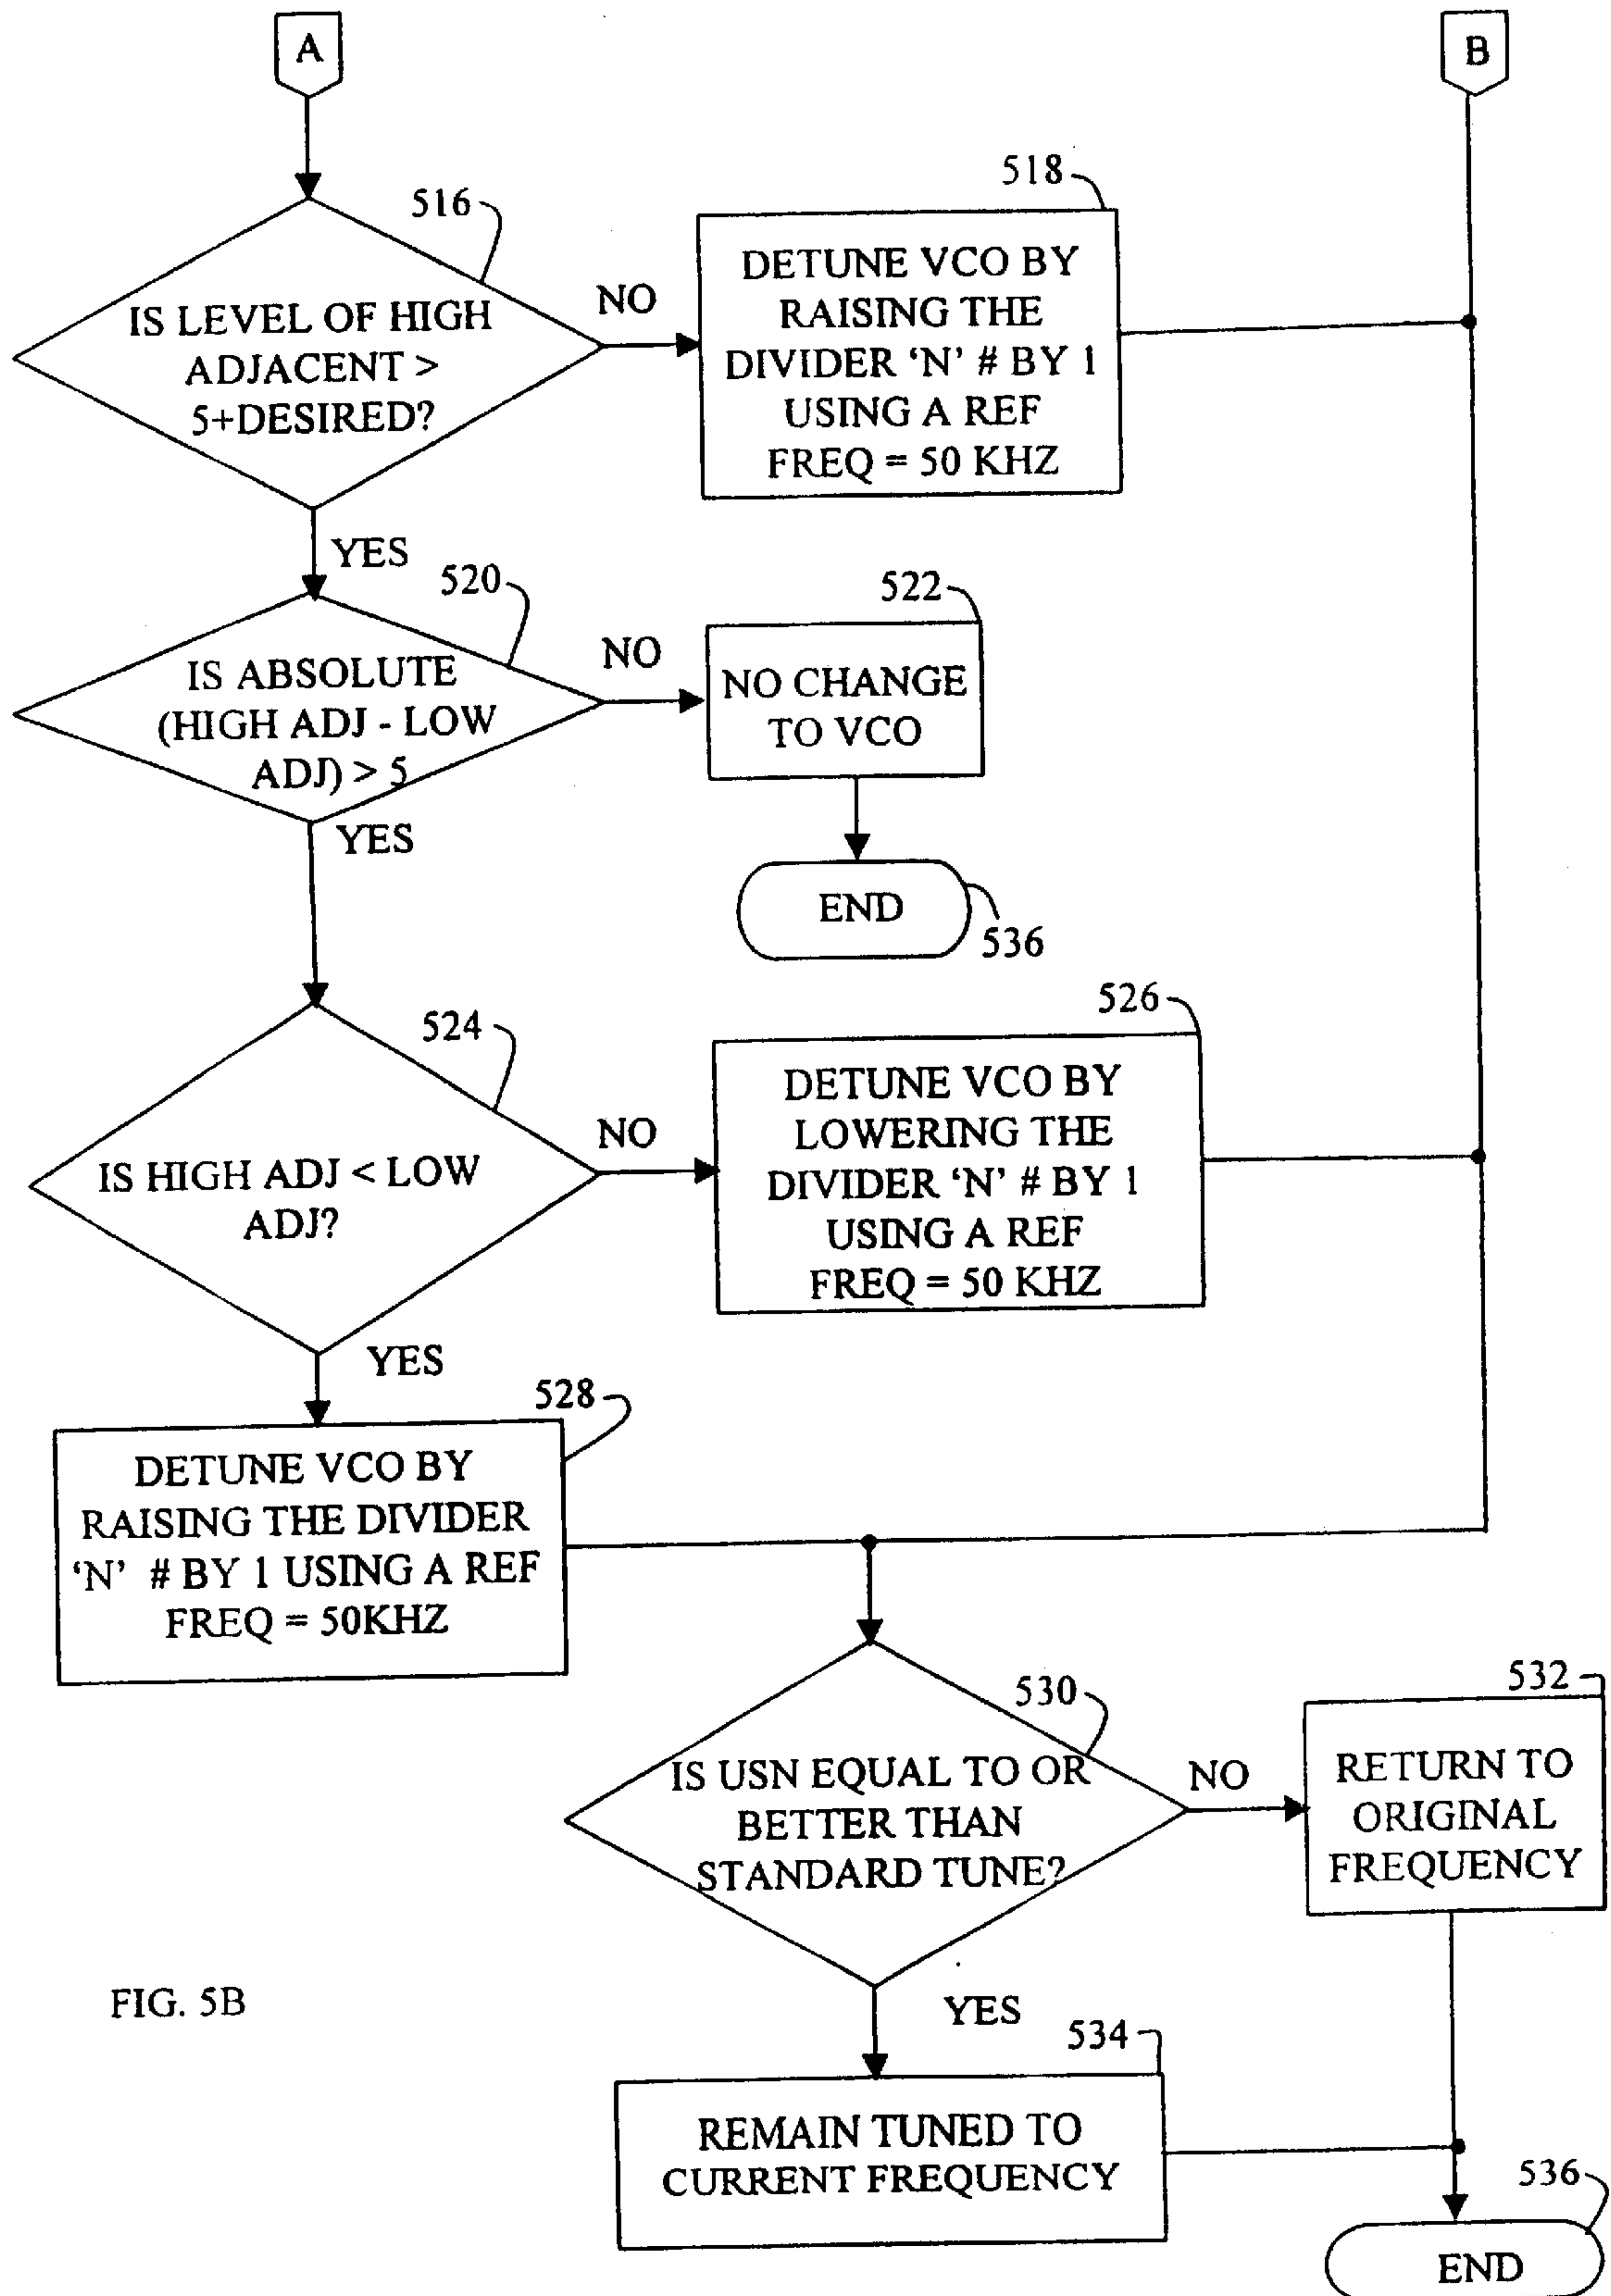 A
B
516
518
IS LEVEL OF HIGH
ADJACENT >
5+DESIRED?
NO
DETUNE VCO BY
RAISING THE
DIVIDER ‘N’ # BY 1
USING A REF
FREQ = 50 KHZ
YES
520
522
IS ABSOLUTE
(HIGH ADJ - LOW
ADJ) > 5
NO
NO CHANGE
TO VCO
YES
END
536
524
526
IS HIGH ADJ < LOW
ADJ?
NO
DETUNE VCO BY
LOWERING THE
DIVIDER ‘N’ # BY 1
USING A REF
FREQ = 50 KHZ
YES
528
DETUNE VCO BY
RAISING THE DIVIDER
‘N’ # BY 1 USING A REF
FREQ = 50KHZ
530
532
IS USN EQUAL TO OR
BETTER THAN
STANDARD TUNE?
NO
RETURN TO
ORIGINAL
FREQUENCY
FIG. 5B
YES
534
REMAIN TUNED TO
CURRENT FREQUENCY
536
END